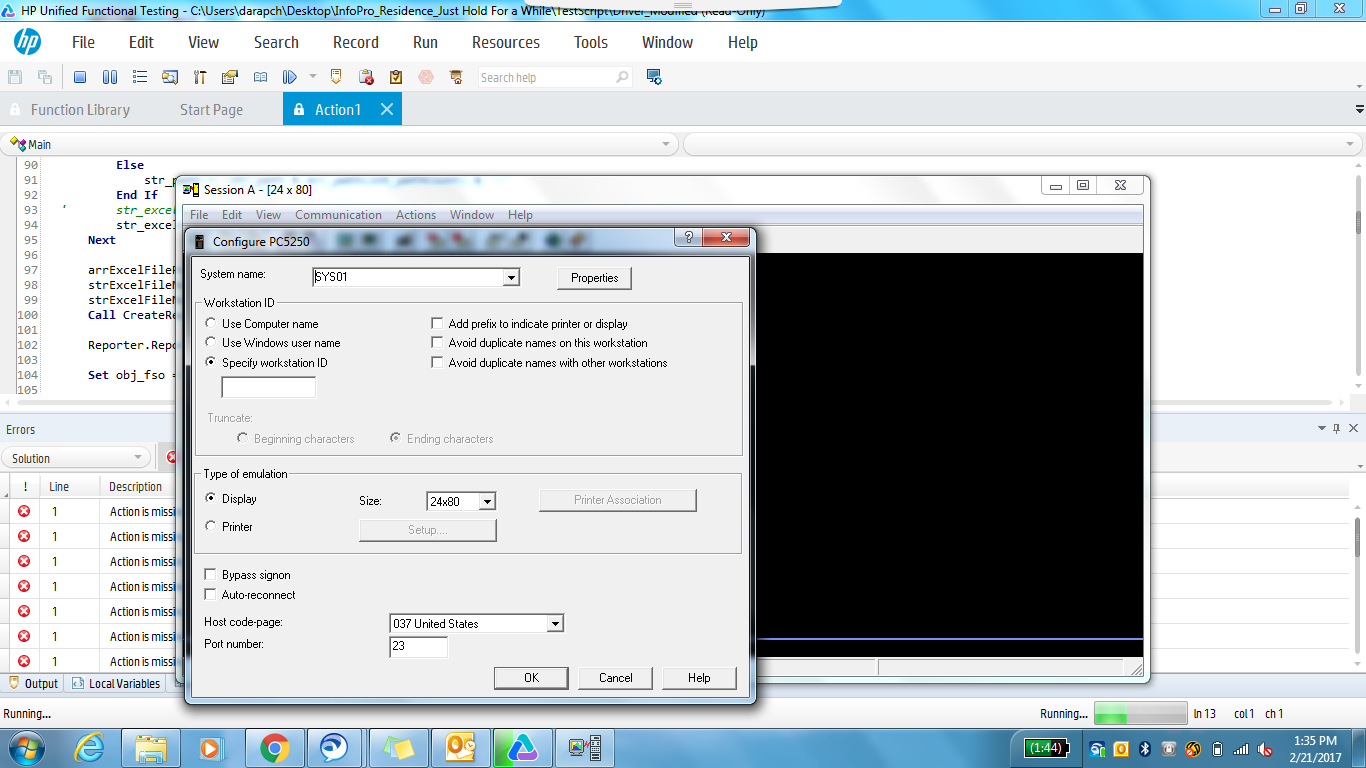 HP Unified Functional Testing - C:\Users\darapch\Desktop\InfoPro_Residence_Just Hold For a While\TestScript\Driver_Modified (Read-Only)
hp File Edit View Search Record Run Resources Tools Window Help
Search help
Function Library Start Page Action1
Main
90 Else
91 str_p
92 End If
93 ' str_excel
94 str_excel
95 Next
96
97 arrExcelFileP
98 strExcelFileN
99 strExcelFileN
100 Call CreateRe
101
102 Reporter.Repo
103
104 Set obj_fso =
105
Session A - [24 x 80]
File Edit View Communication Actions Window Help
Configure PC5250
System name: SYS01 Properties
Workstation ID
Use Computer name Add prefix to indicate printer or display
Use Windows user name Avoid duplicate names on this workstation
Specify workstation ID Avoid duplicate names with other workstations
Truncate:
Beginning characters Ending characters
Type of emulation
Display Size: 24x80 Printer Association
Printer Setup....
Bypass signon
Auto-reconnect
Host code-page: 037 United States
Port number: 23
OK Cancel Help
Errors
Solution
! Line Description
1 Action is missi
1 Action is missi
1 Action is missi
1 Action is missi
1 Action is missi
1 Action is missi
1 Action is missi
Output Local Variables
Running... Running... ln 13 col 1 ch 1
(1:44) 1:35 PM
2/21/2017